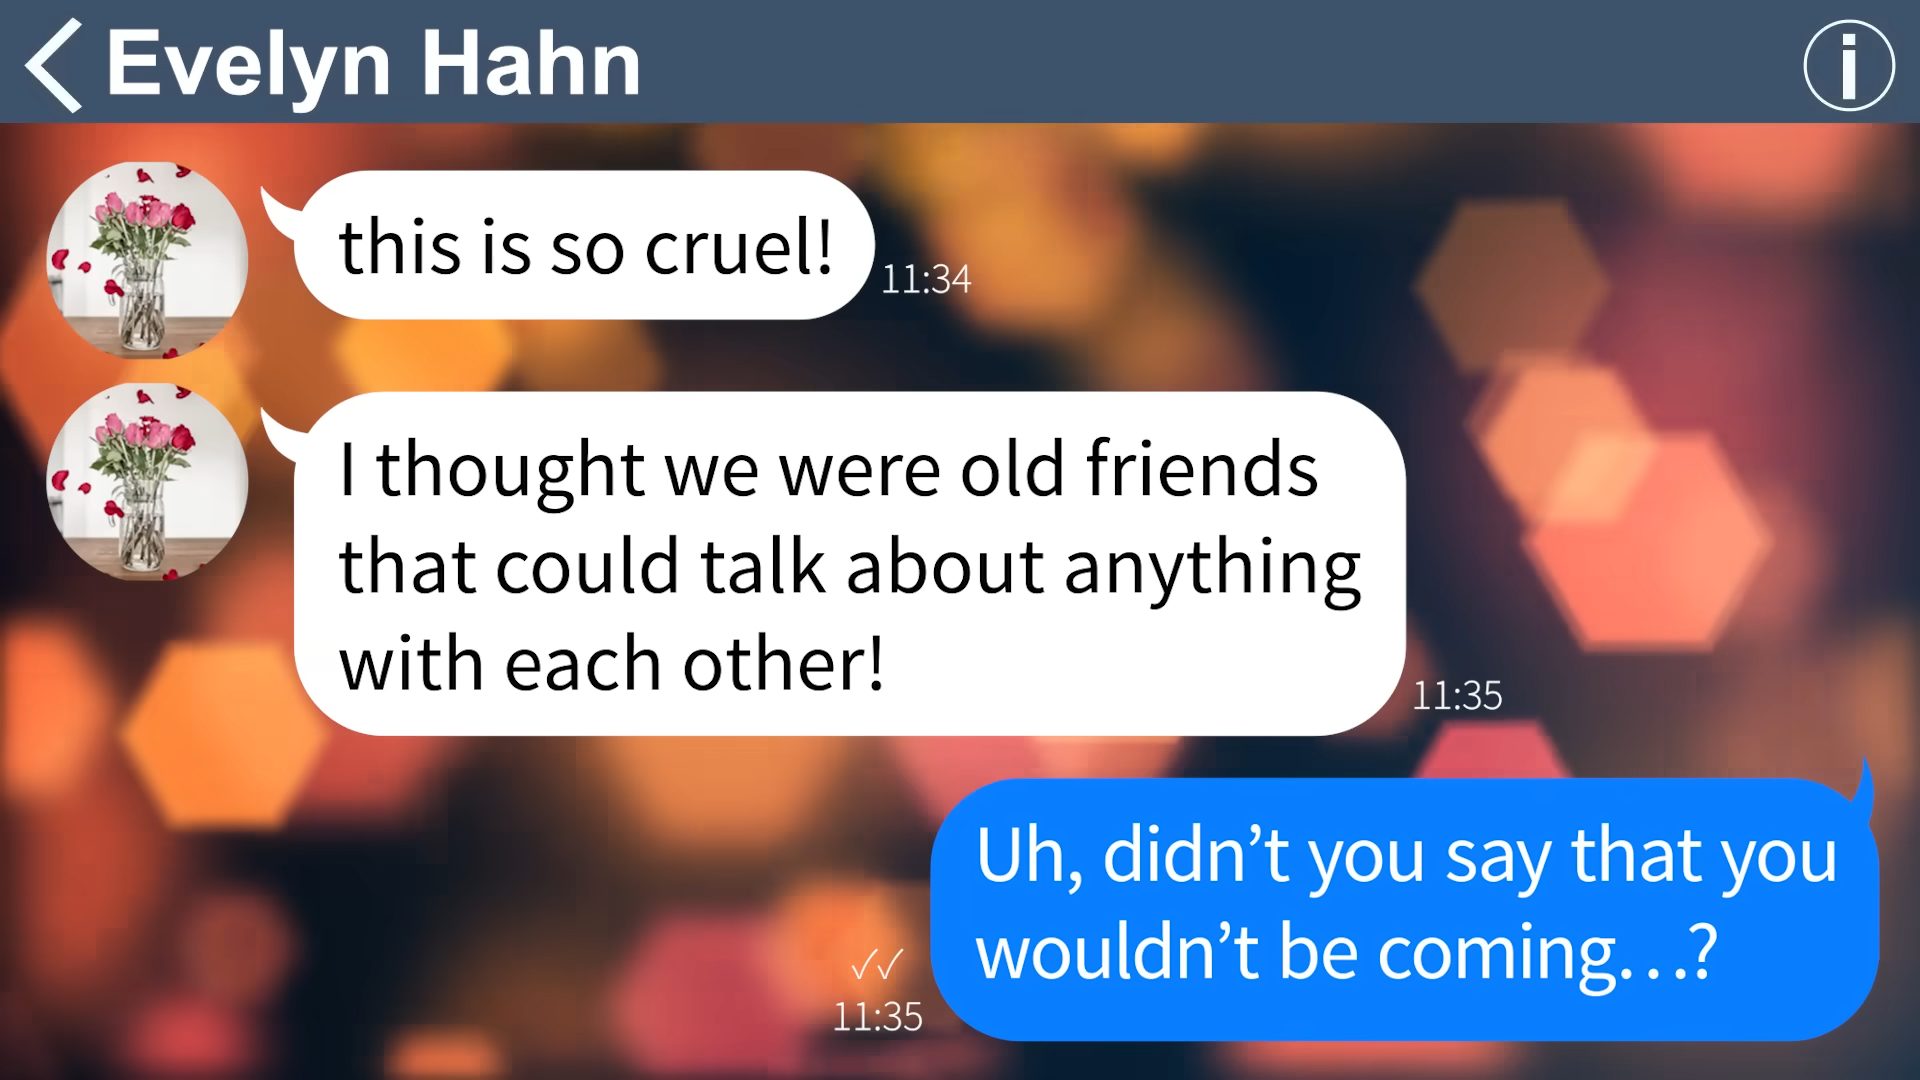 Evelyn Hahn
this is so cruel!
11:34
I thought we were old friends
that could talk about anything
with each other!
11:35
Uh, didn’t you say that you
wouldn’t be coming…?
✓✓
11:35